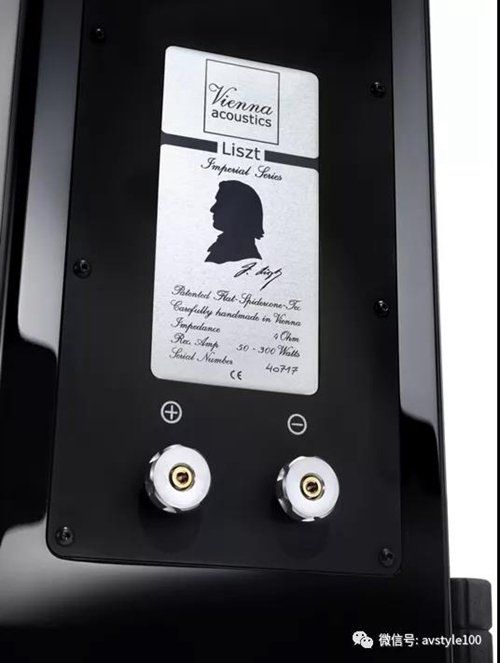 Vienna
acoustics
Liszt
Imperial Series
F. Liszt
Patented Flat-Spidercone-Tec
Carefully handmade in Vienna
Impedance 4 Ohm
Rec. Amp 50 - 300 Watts
Serial Number 40717
CE
+ -
微信号: avstyle100